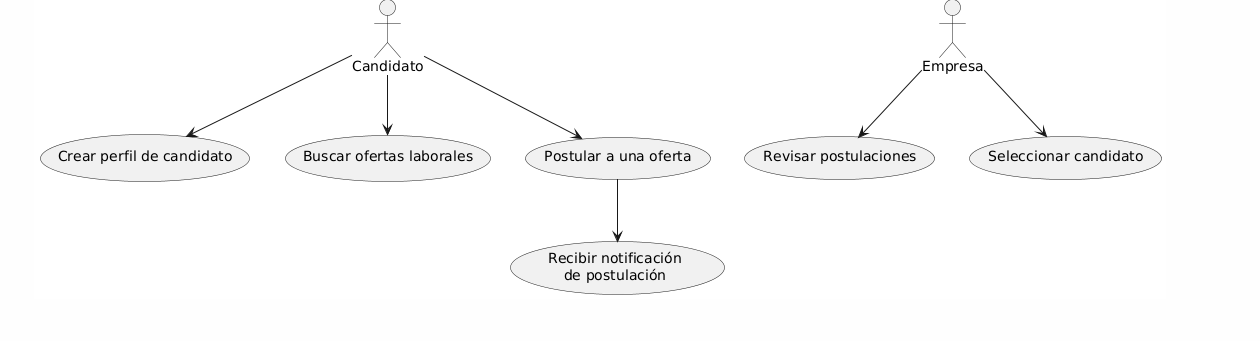 Candidato
Empresa
Crear perfil de candidato
Buscar ofertas laborales
Postular a una oferta
Revisar postulaciones
Seleccionar candidato
Recibir notificación
de postulación